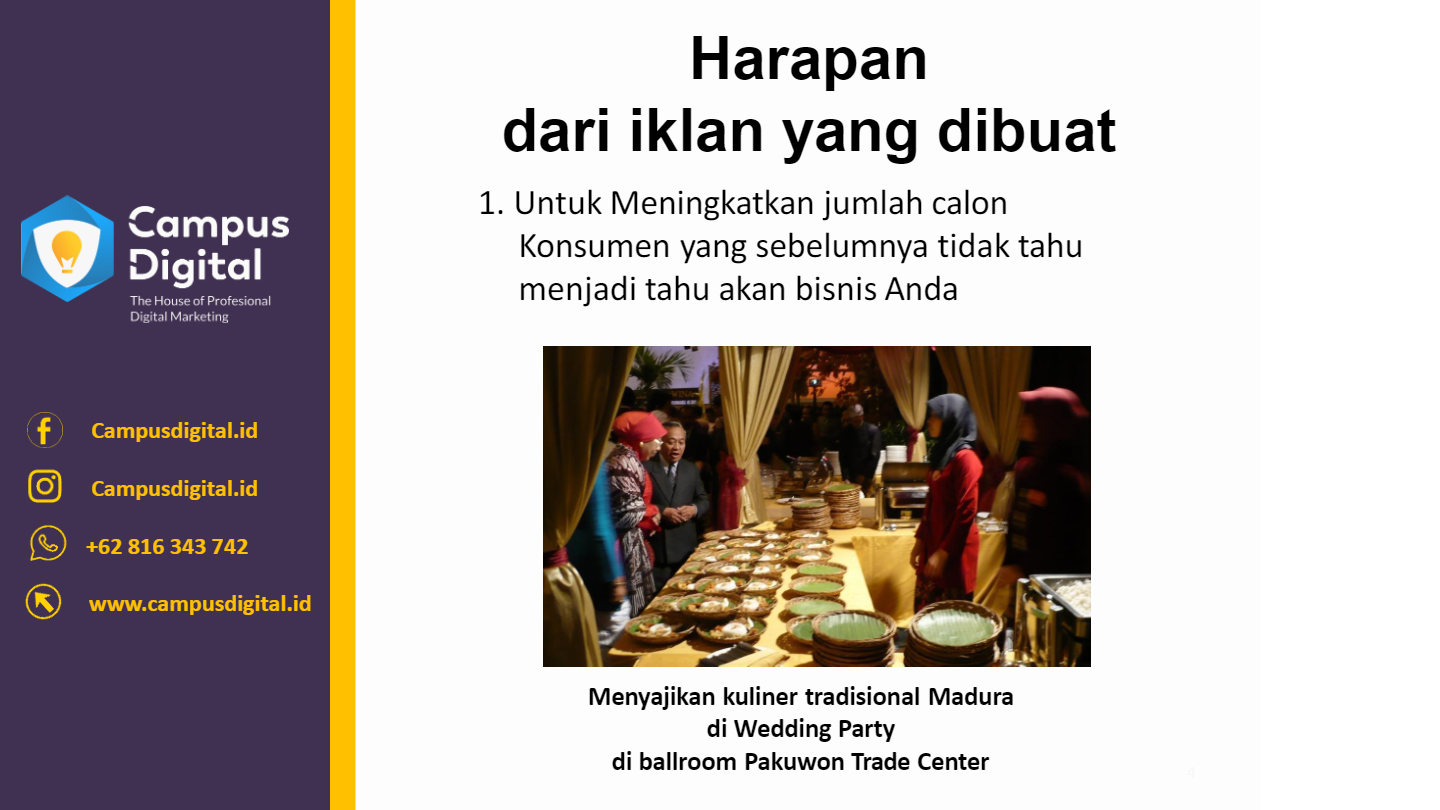 Campus
Digital
The House of Profesional
Digital Marketing
Campusdigital.id
Campusdigital.id
+62 816 343 742
www.campusdigital.id
Harapan
dari iklan yang dibuat
1. Untuk Meningkatkan jumlah calon
Konsumen yang sebelumnya tidak tahu
menjadi tahu akan bisnis Anda
Menyajikan kuliner tradisional Madura
di Wedding Party
di ballroom Pakuwon Trade Center